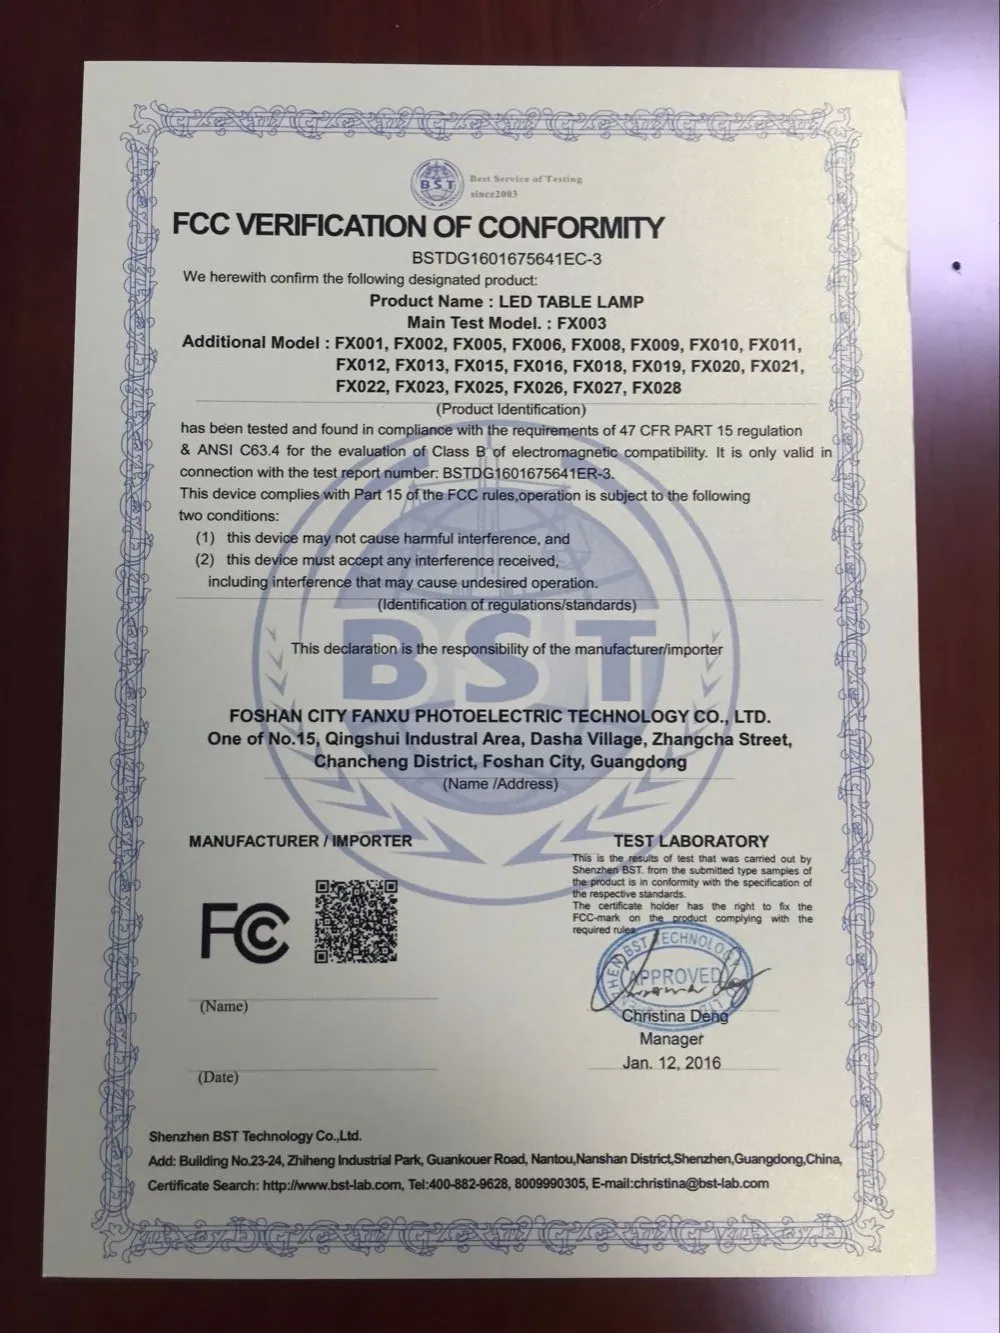 BST
Best Service of Testing
since2003
FCC VERIFICATION OF CONFORMITY
BSTDG1601675641EC-3
We herewith confirm the following designated product:
Product Name : LED TABLE LAMP
Main Test Model. : FX003
Additional Model : FX001, FX002, FX005, FX006, FX008, FX009, FX010, FX011,
FX012, FX013, FX015, FX016, FX018, FX019, FX020, FX021,
FX022, FX023, FX025, FX026, FX027, FX028
(Product Identification)
has been tested and found in compliance with the requirements of 47 CFR PART 15 regulation
& ANSI C63.4 for the evaluation of Class B of electromagnetic compatibility. It is only valid in
connection with the test report number: BSTDG1601675641ER-3.
This device complies with Part 15 of the FCC rules,operation is subject to the following
two conditions:
(1) this device may not cause harmful interference, and
(2) this device must accept any interference received,
including interference that may cause undesired operation.
(Identification of regulations/standards)
BST
This declaration is the responsibility of the manufacturer/importer
FOSHAN CITY FANXU PHOTOELECTRIC TECHNOLOGY CO., LTD.
One of No.15, Qingshui Industral Area, Dasha Village, Zhangcha Street,
Chancheng District, Foshan City, Guangdong
(Name /Address)
MANUFACTURER / IMPORTER
FC
(Name)
(Date)
TEST LABORATORY
This is the results of test that was carried out by
Shenzhen BST. from the submitted type samples of
the product is in conformity with the specification of
the respective standards.
The certificate holder has the right to fix the
FCC-mark on the product complying with the
required rules.
BST TECHNOLOGY
APPROVED
Christina Deng
Manager
Jan. 12, 2016
Shenzhen BST Technology Co.,Ltd.
Add: Building No.23-24, Zhiheng Industrial Park, Guankouer Road, Nantou,Nanshan District,Shenzhen,Guangdong,China,
Certificate Search: http://www.bst-lab.com, Tel:400-882-9628, 8009990305, E-mail:christina@bst-lab.com